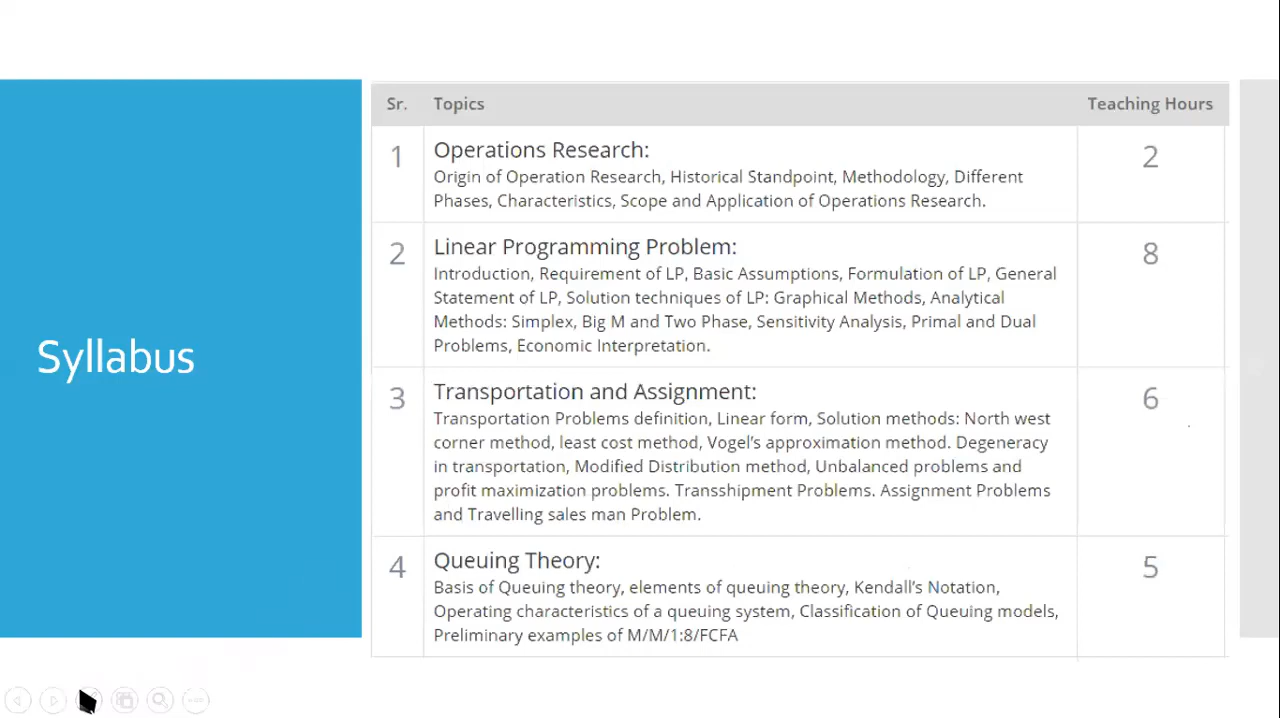 Syllabus
Sr. Topics Teaching Hours
1 Operations Research: 2
Origin of Operation Research, Historical Standpoint, Methodology, Different
Phases, Characteristics, Scope and Application of Operations Research.
2 Linear Programming Problem: 8
Introduction, Requirement of LP, Basic Assumptions, Formulation of LP, General
Statement of LP, Solution techniques of LP: Graphical Methods, Analytical
Methods: Simplex, Big M and Two Phase, Sensitivity Analysis, Primal and Dual
Problems, Economic Interpretation.
3 Transportation and Assignment: 6
Transportation Problems definition, Linear form, Solution methods: North west
corner method, least cost method, Vogel’s approximation method. Degeneracy
in transportation, Modified Distribution method, Unbalanced problems and
profit maximization problems. Transshipment Problems. Assignment Problems
and Travelling sales man Problem.
4 Queuing Theory: 5
Basis of Queuing theory, elements of queuing theory, Kendall’s Notation,
Operating characteristics of a queuing system, Classification of Queuing models,
Preliminary examples of M/M/1:8/FCFA